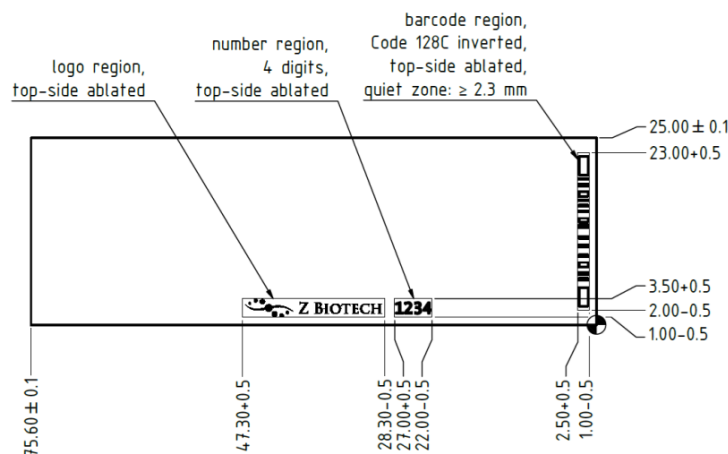 logo region,
top-side ablated
number region,
4 digits,
top-side ablated
barcode region,
Code 128C inverted,
top-side ablated,
quiet zone: ≥ 2.3 mm
25.00 ± 0.1
23.00+0.5
3.50+0.5
2.00-0.5
1.00-0.5
Z BIOTECH
1234
75.60 ± 0.1
47.30+0.5
28.30-0.5
27.00+0.5
22.00-0.5
2.50+0.5
1.00-0.5